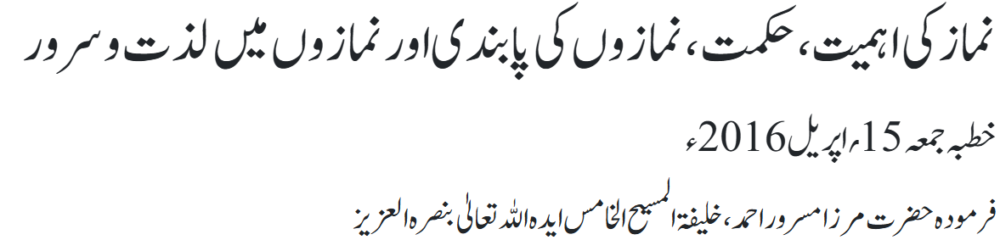 نماز کی اہمیت، حکمت، نمازوں کی پابندی اور نمازوں میں لذت و سرور
خطبہ جمعہ 15؍اپریل 2016ء
فرمودہ حضرت مرزا مسرور احمد، خلیفۃ المسیح الخامس ایدہ اللہ تعالیٰ بنصرہ العزیز